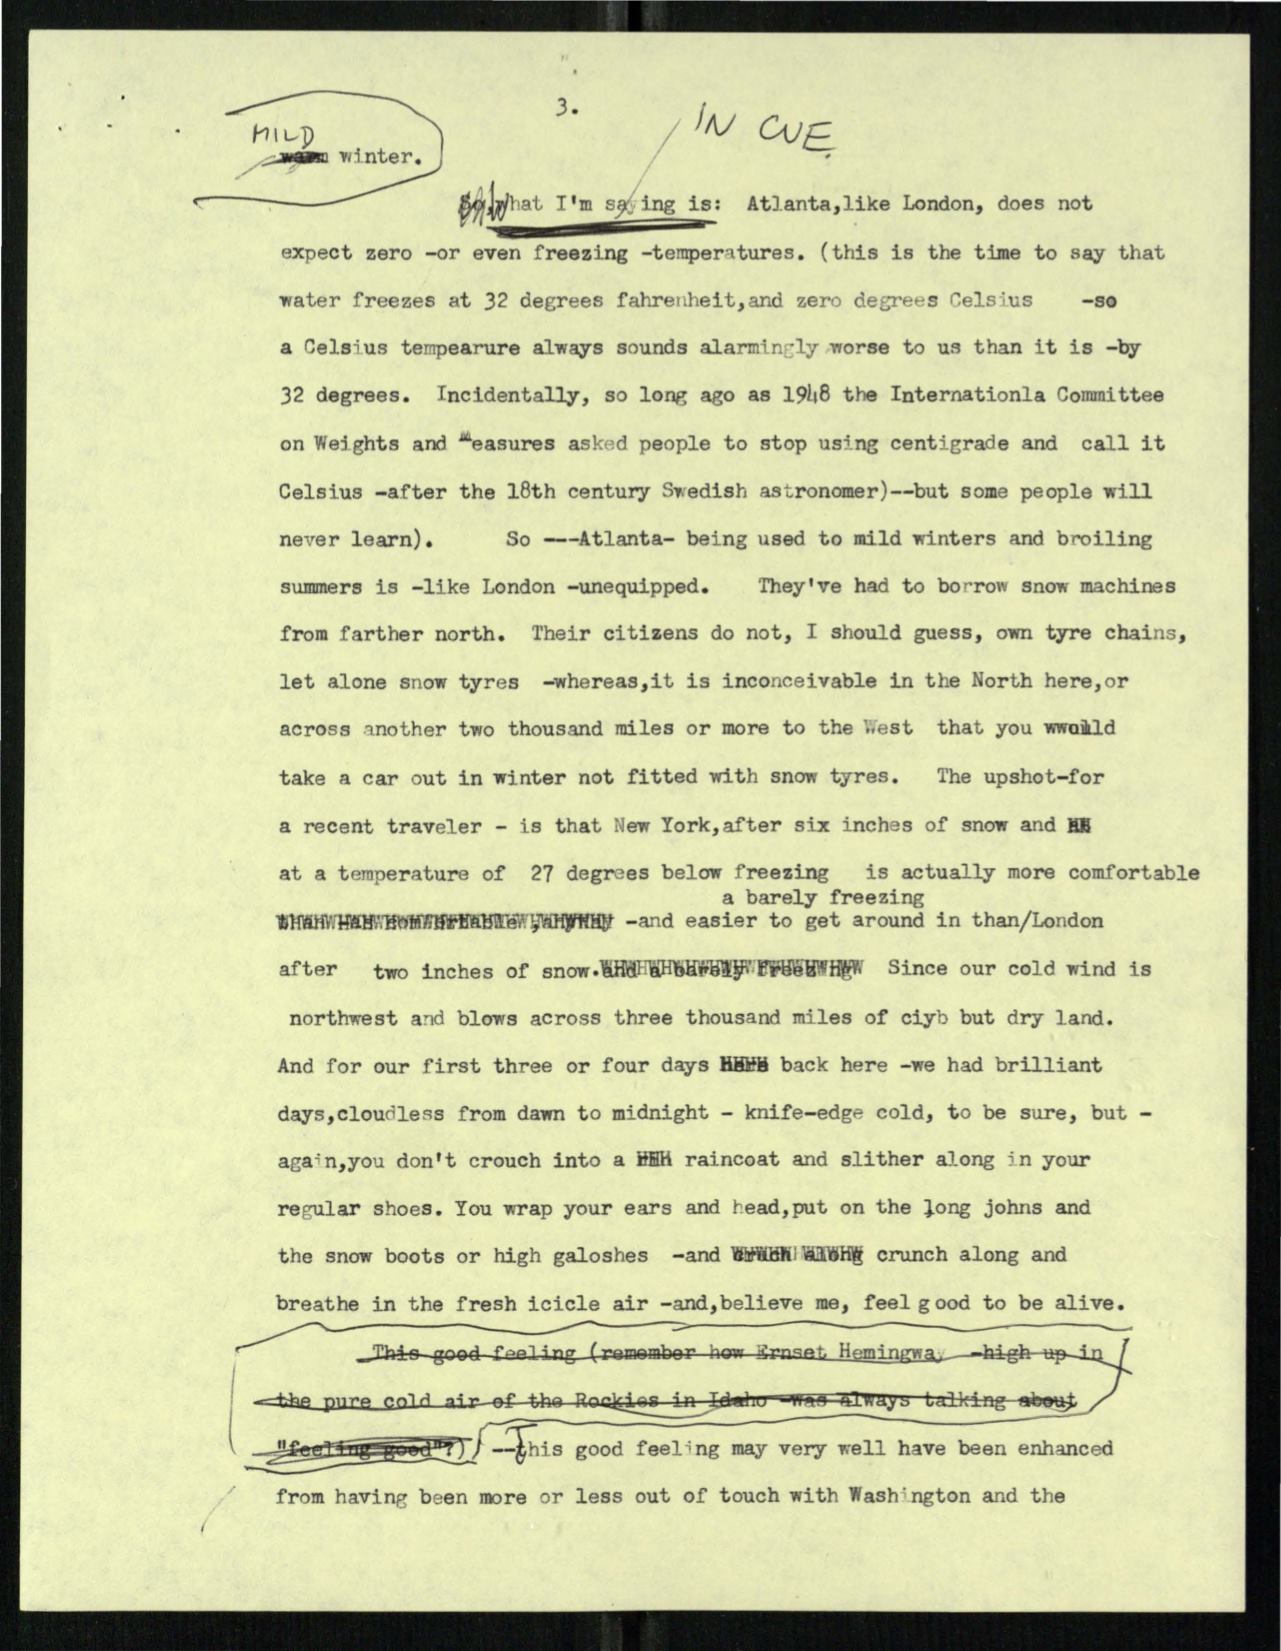 3.
IN CUE.
MILD
warm winter.
What I'm saying is: Atlanta,like London, does not
expect zero -or even freezing -temperatures. (this is the time to say that
water freezes at 32 degrees fahrenheit,and zero degrees Celsius -so
a Celsius tempearure always sounds alarmingly worse to us than it is -by
32 degrees. Incidentally, so long ago as 1948 the Internationla Committee
on Weights and Measures asked people to stop using centigrade and call it
Celsius -after the 18th century Swedish astronomer)--but some people will
never learn). So ---Atlanta- being used to mild winters and broiling
summers is -like London -unequipped. They've had to borrow snow machines
from farther north. Their citizens do not, I should guess, own tyre chains,
let alone snow tyres -whereas,it is inconceivable in the North here,or
across another two thousand miles or more to the West that you would
take a car out in winter not fitted with snow tyres. The upshot-for
a recent traveler - is that New York,after six inches of snow and
at a temperature of 27 degrees below freezing is actually more comfortable
a barely freezing
-and easier to get around in than/London
after two inches of snow.and a barely freezing Since our cold wind is
northwest and blows across three thousand miles of ciyb but dry land.
And for our first three or four days here back here -we had brilliant
days,cloudless from dawn to midnight - knife-edge cold, to be sure, but -
again,you don't crouch into a raincoat and slither along in your
regular shoes. You wrap your ears and head,put on the long johns and
the snow boots or high galoshes -and cruch along crunch along and
breathe in the fresh icicle air -and,believe me, feel good to be alive.
This good feeling (remember how Ernset Hemingway -high up in
the pure cold air of the Rockies in Idaho -was always talking about
"feeling good"?) --This good feeling may very well have been enhanced
from having been more or less out of touch with Washington and the